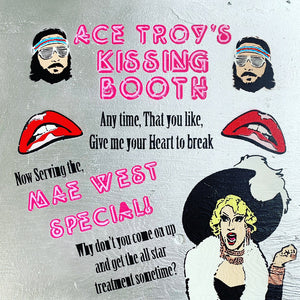 ACE TROY'S
KISSING
BOOTH
Any time, That you like,
Give me your Heart to break
Now Serving the,
MAE WEST
SPECIAL!
Why don't you come on up
and get the all star
treatment sometime?